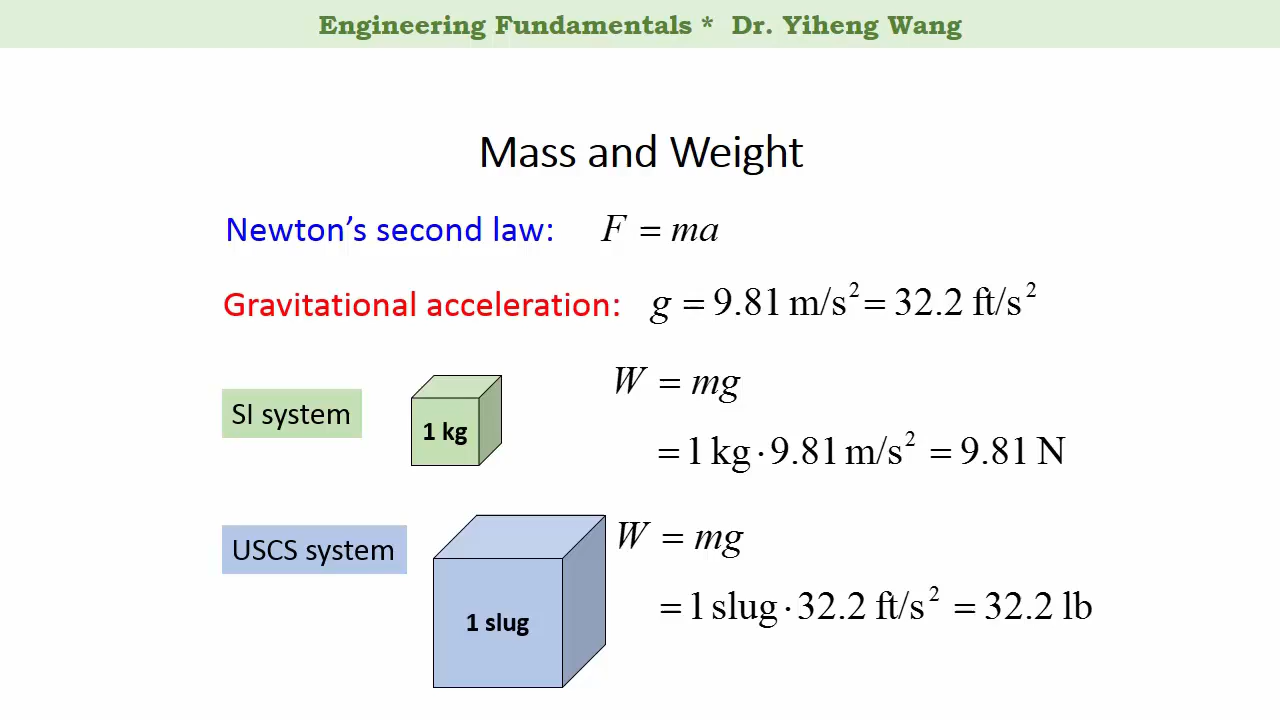 Engineering Fundamentals * Dr. Yiheng Wang
Mass and Weight
Newton’s second law: F = ma
Gravitational acceleration: g = 9.81 m/s² = 32.2 ft/s²
SI system
1 kg
W = mg
= 1 kg · 9.81 m/s² = 9.81 N
USCS system
1 slug
W = mg
= 1 slug · 32.2 ft/s² = 32.2 lb